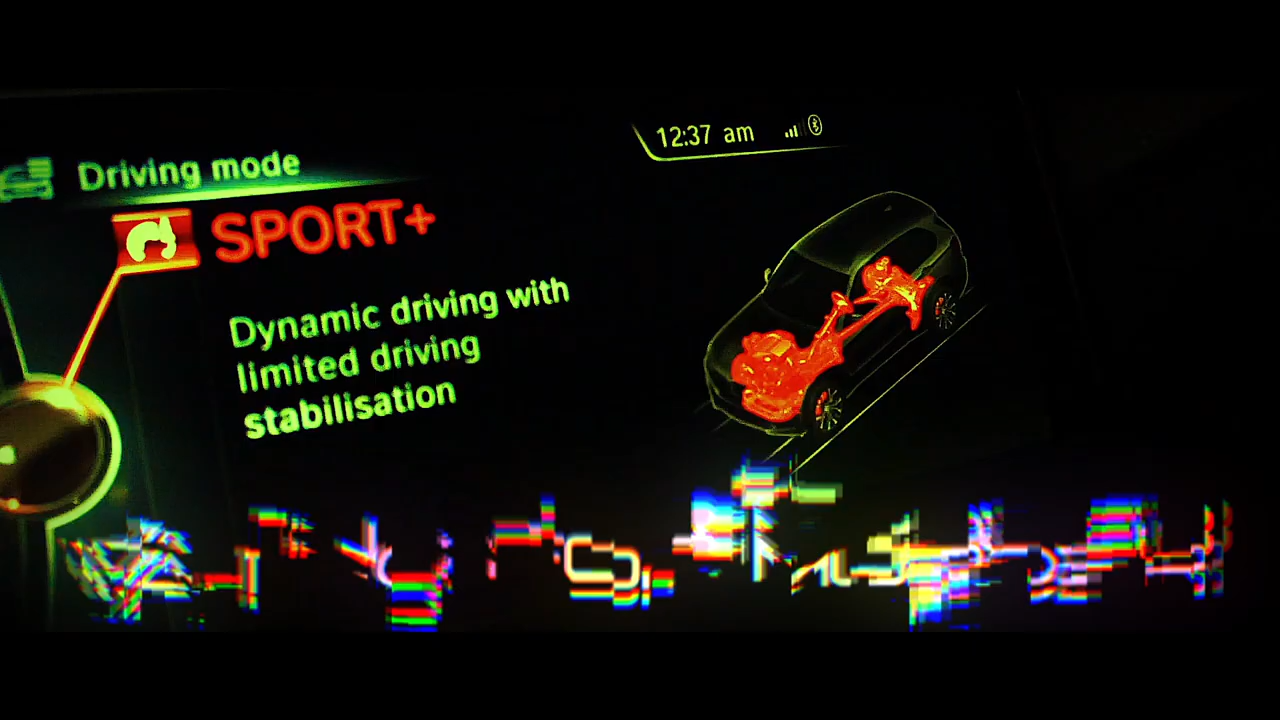 Driving mode
12:37 am
SPORT+
Dynamic driving with
limited driving
stabilisation